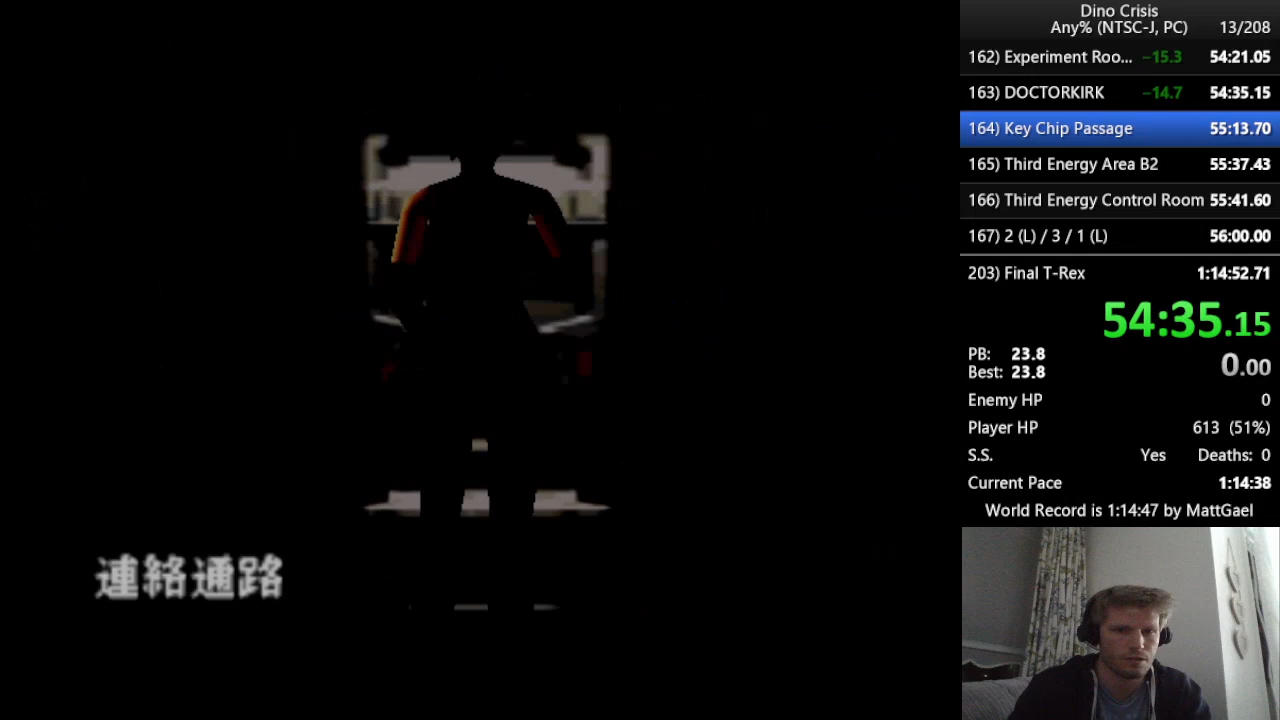 連絡通路
Dino Crisis
Any% (NTSC-J, PC) 13/208
162) Experiment Roo... −15.3 54:21.05
163) DOCTORKIRK −14.7 54:35.15
164) Key Chip Passage 55:13.70
165) Third Energy Area B2 55:37.43
166) Third Energy Control Room 55:41.60
167) 2 (L) / 3 / 1 (L) 56:00.00
203) Final T-Rex 1:14:52.71
54:35.15
PB: 23.8
Best: 23.8
0.00
Enemy HP 0
Player HP 613 (51%)
S.S. Yes Deaths: 0
Current Pace 1:14:38
World Record is 1:14:47 by MattGael